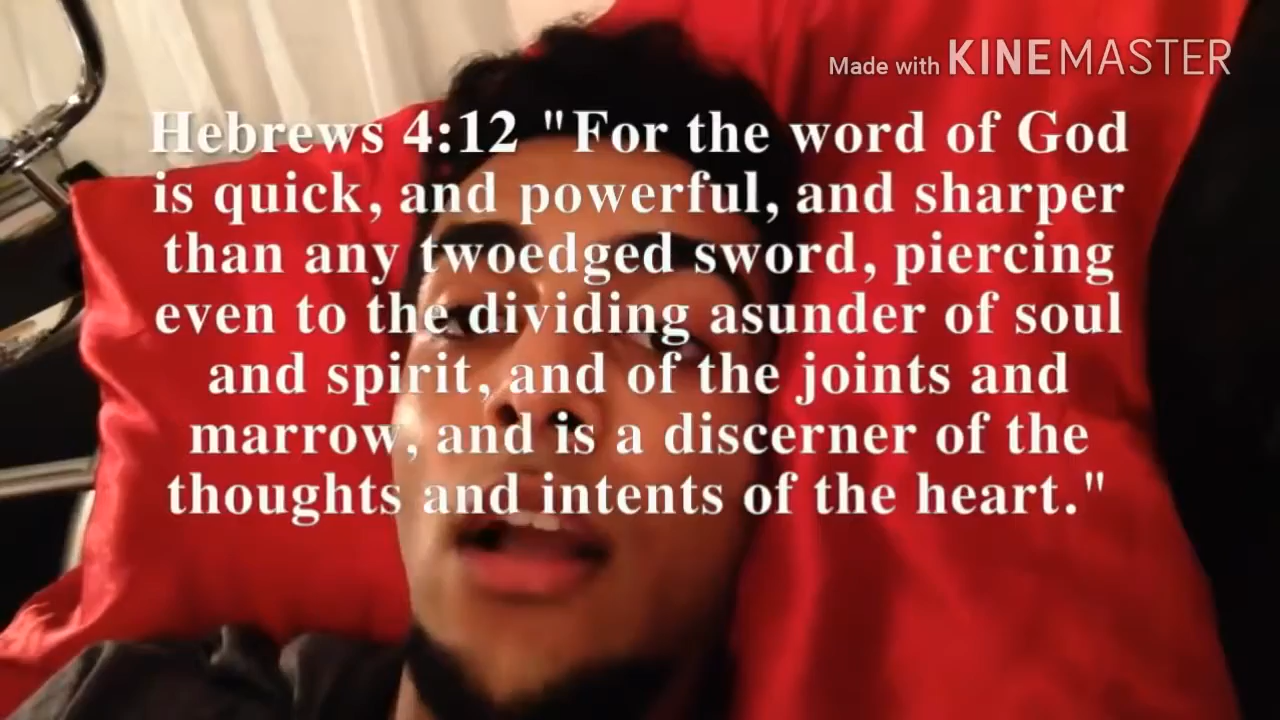 Made with KINEMASTER
Hebrews 4:12 "For the word of God
is quick, and powerful, and sharper
than any twoedged sword, piercing
even to the dividing asunder of soul
and spirit, and of the joints and
marrow, and is a discerner of the
thoughts and intents of the heart."